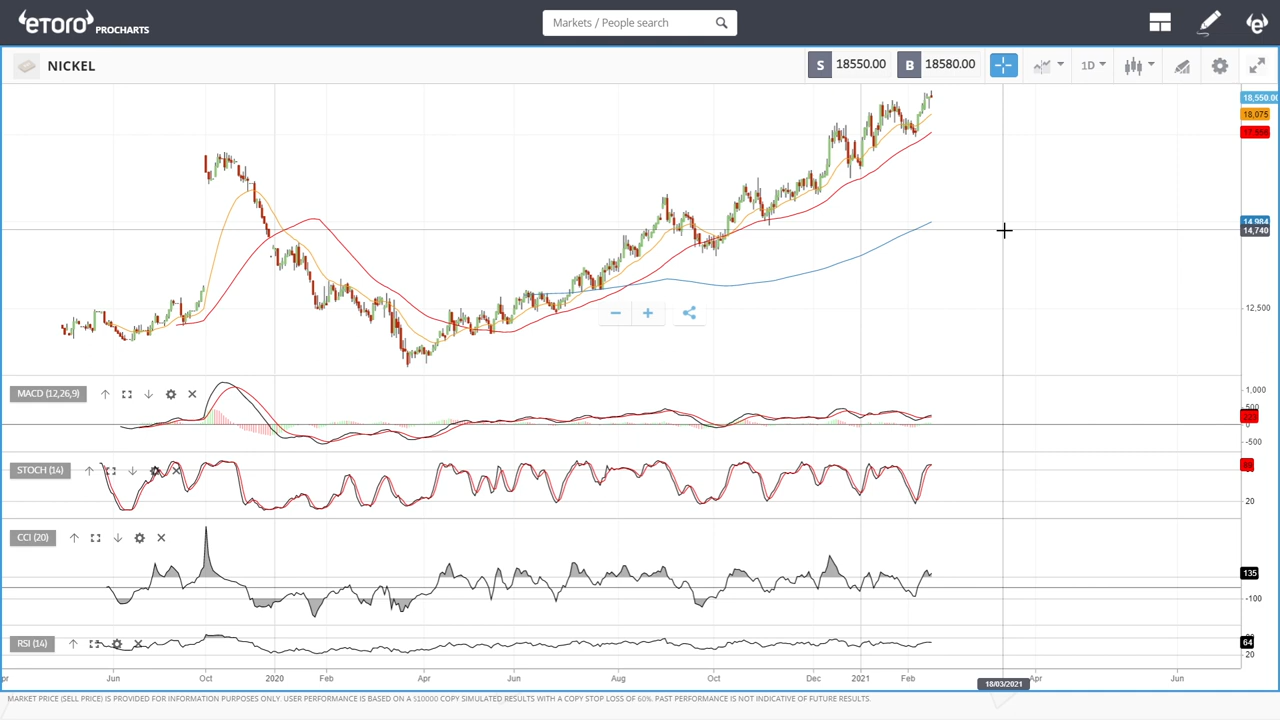 eTORO PROCHARTS
Markets / People search
NICKEL
S 18550.00 B 18580.00
1D
18,550.00
18,075
14,984
14,740
12,500
MACD (12,26,9)
1,000
500
0
-500
STOCH (14)
20
CCI (20)
135
-100
RSI (14)
64
20
Jun Oct 2020 Feb Apr Jun Aug Oct Dec 2021 Feb Apr Jun
18/03/2021
MARKET PRICE (SELL PRICE) IS PROVIDED FOR INFORMATION PURPOSES ONLY. USER PERFORMANCE IS BASED ON A $10000 COPY SIMULATED RESULTS WITH A COPY STOP LOSS OF 60%. PAST PERFORMANCE IS NOT INDICATIVE OF FUTURE RESULTS.